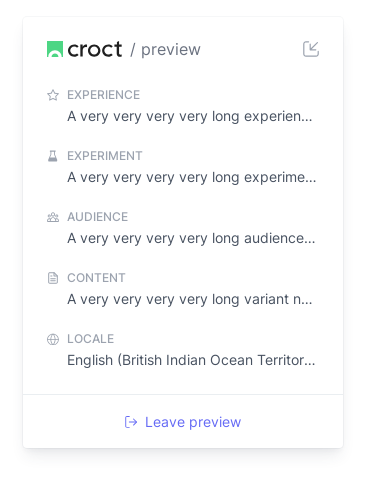 croct / preview
EXPERIENCE
A very very very very long experien...
EXPERIMENT
A very very very very long experime...
AUDIENCE
A very very very very long audience...
CONTENT
A very very very very long variant n...
LOCALE
English (British Indian Ocean Territor...
Leave preview